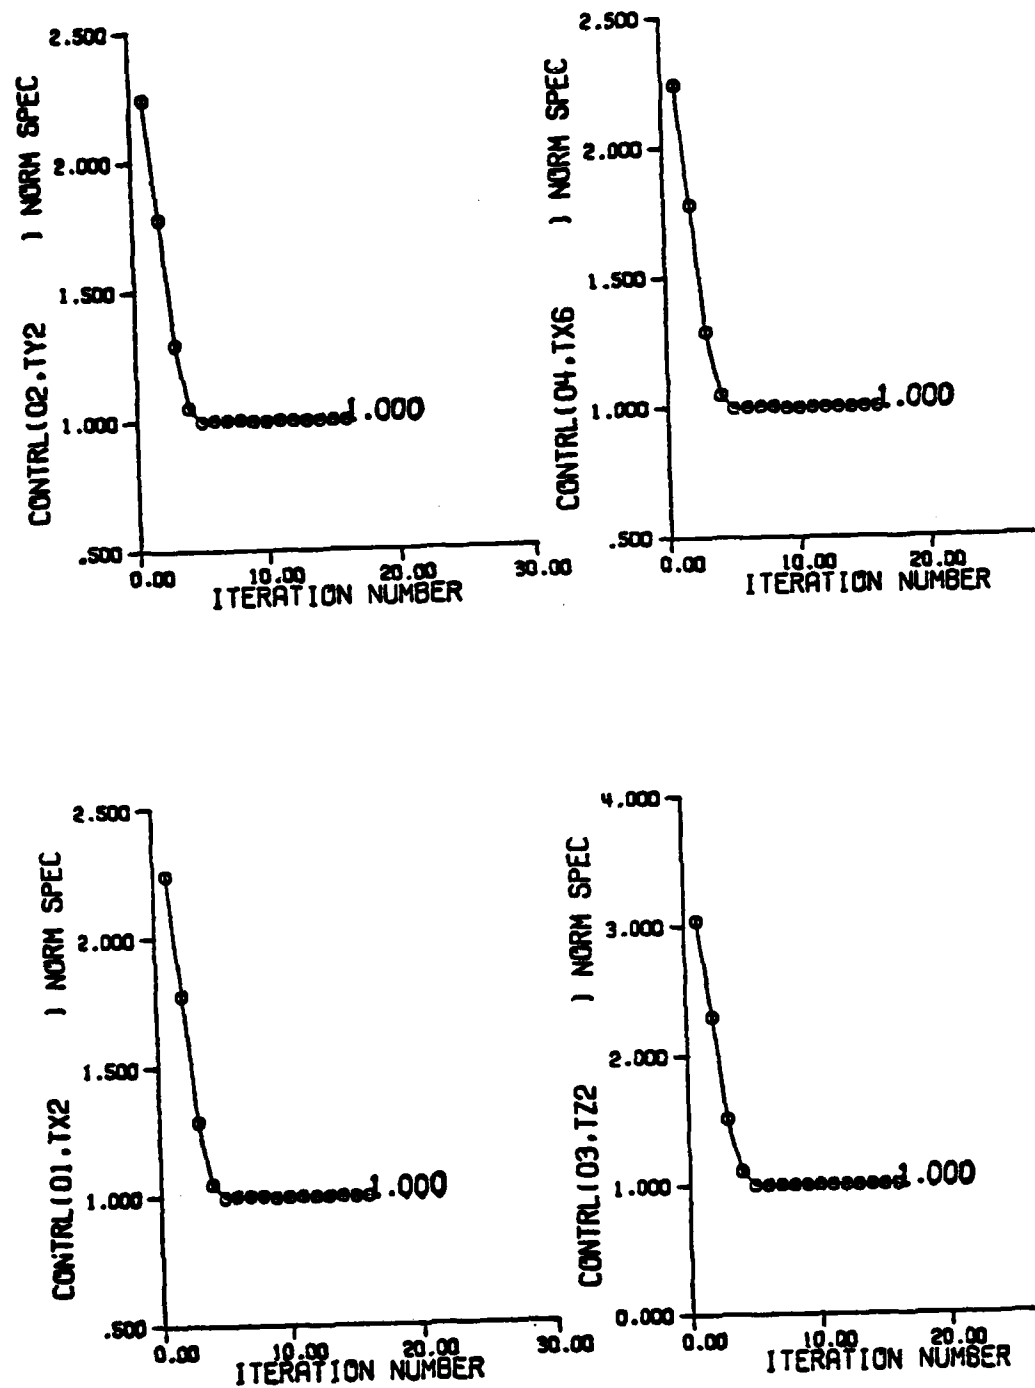 2.500
2.000
1.500
1.000
.500
CONTRL(02,TY2 ) NORM SPEC
1.000
0.00 10.00 20.00 30.00
ITERATION NUMBER
2.500
2.000
1.500
1.000
.500
CONTRL(04,TX6 ) NORM SPEC
1.000
0.00 10.00 20.00
ITERATION NUMBER
2.500
2.000
1.500
1.000
.500
CONTRL(01,TX2 ) NORM SPEC
1.000
0.00 10.00 20.00 30.00
ITERATION NUMBER
4.000
3.000
2.000
1.000
0.000
CONTRL(03,TZ2 ) NORM SPEC
1.000
0.00 10.00 20.00
ITERATION NUMBER